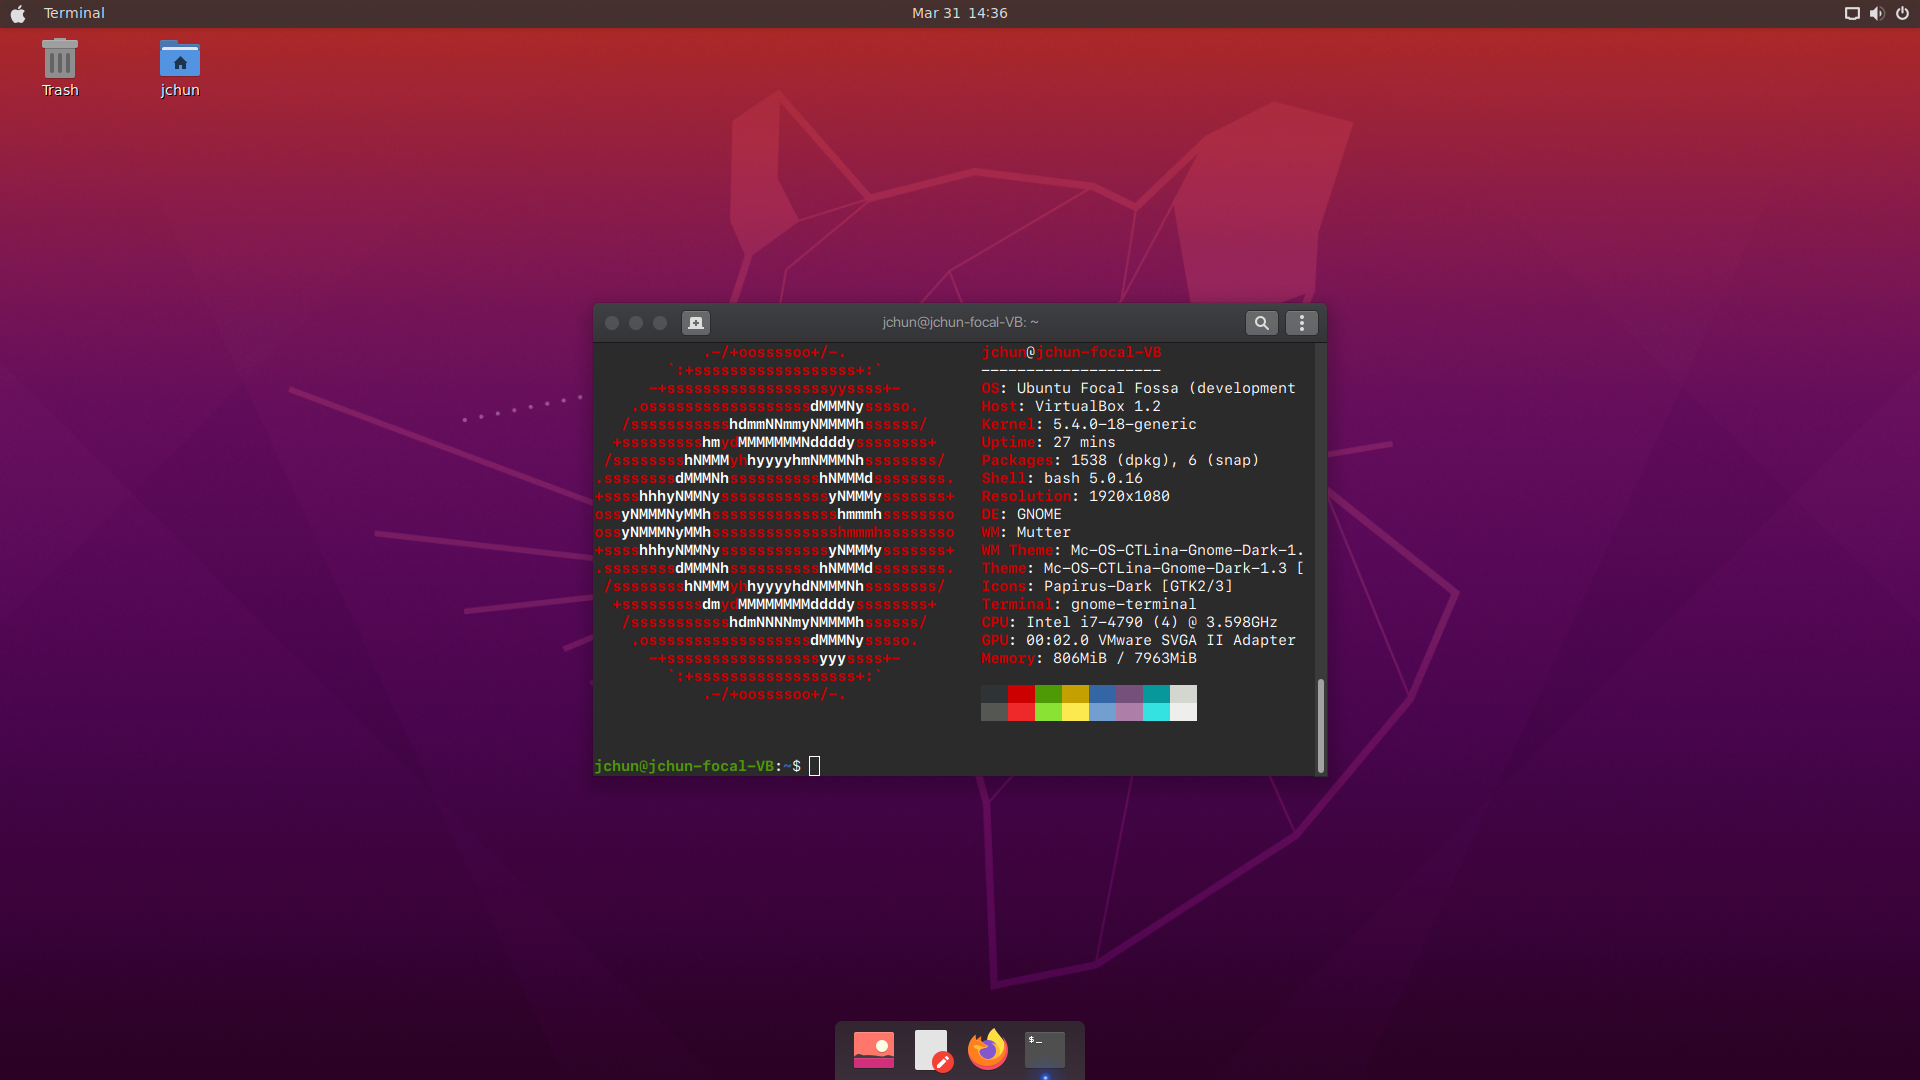 Terminal
Mar 31 14:36
Trash
jchun
jchun@jchun-focal-VB: ~
.-/+oossssoo+/-.
`:+ssssssssssssssssss+:`
-+ssssssssssssssssssyyssss+-
.ossssssssssssssssssdMMMNysssso.
/ssssssssssshdmmNNmmyNMMMMhssssss/
+ssssssssshmydMMMMMMMNddddyssssssss+
/sssssssshNMMMyhhyyyyhmNMMMNhssssssss/
.ssssssssdMMMNhsssssssssshNMMMdssssssss.
+sssshhhyNMMNyssssssssssssyNMMMysssssss+
ossyNMMMNyMMhsssssssssssssshmmmhssssssso
ossyNMMMNyMMhsssssssssssssshmmmhssssssso
+sssshhhyNMMNyssssssssssssyNMMMysssssss+
.ssssssssdMMMNhsssssssssshNMMMdssssssss.
/sssssssshNMMMyhhyyyyhdNMMMNhssssssss/
+sssssssssdmydMMMMMMMMddddyssssssss+
/ssssssssssshdmNNNNmyNMMMMhssssss/
.ossssssssssssssssssdMMMNysssso.
-+sssssssssssssssssyyyssss+-
`:+ssssssssssssssssss+:`
.-/+oossssoo+/-.
jchun@jchun-focal-VB
--------------------
OS: Ubuntu Focal Fossa (development
Host: VirtualBox 1.2
Kernel: 5.4.0-18-generic
Uptime: 27 mins
Packages: 1538 (dpkg), 6 (snap)
Shell: bash 5.0.16
Resolution: 1920x1080
DE: GNOME
WM: Mutter
WM Theme: Mc-OS-CTLina-Gnome-Dark-1.
Theme: Mc-OS-CTLina-Gnome-Dark-1.3 [
Icons: Papirus-Dark [GTK2/3]
Terminal: gnome-terminal
CPU: Intel i7-4790 (4) @ 3.598GHz
GPU: 00:02.0 VMware SVGA II Adapter
Memory: 806MiB / 7963MiB
jchun@jchun-focal-VB:~$
$_